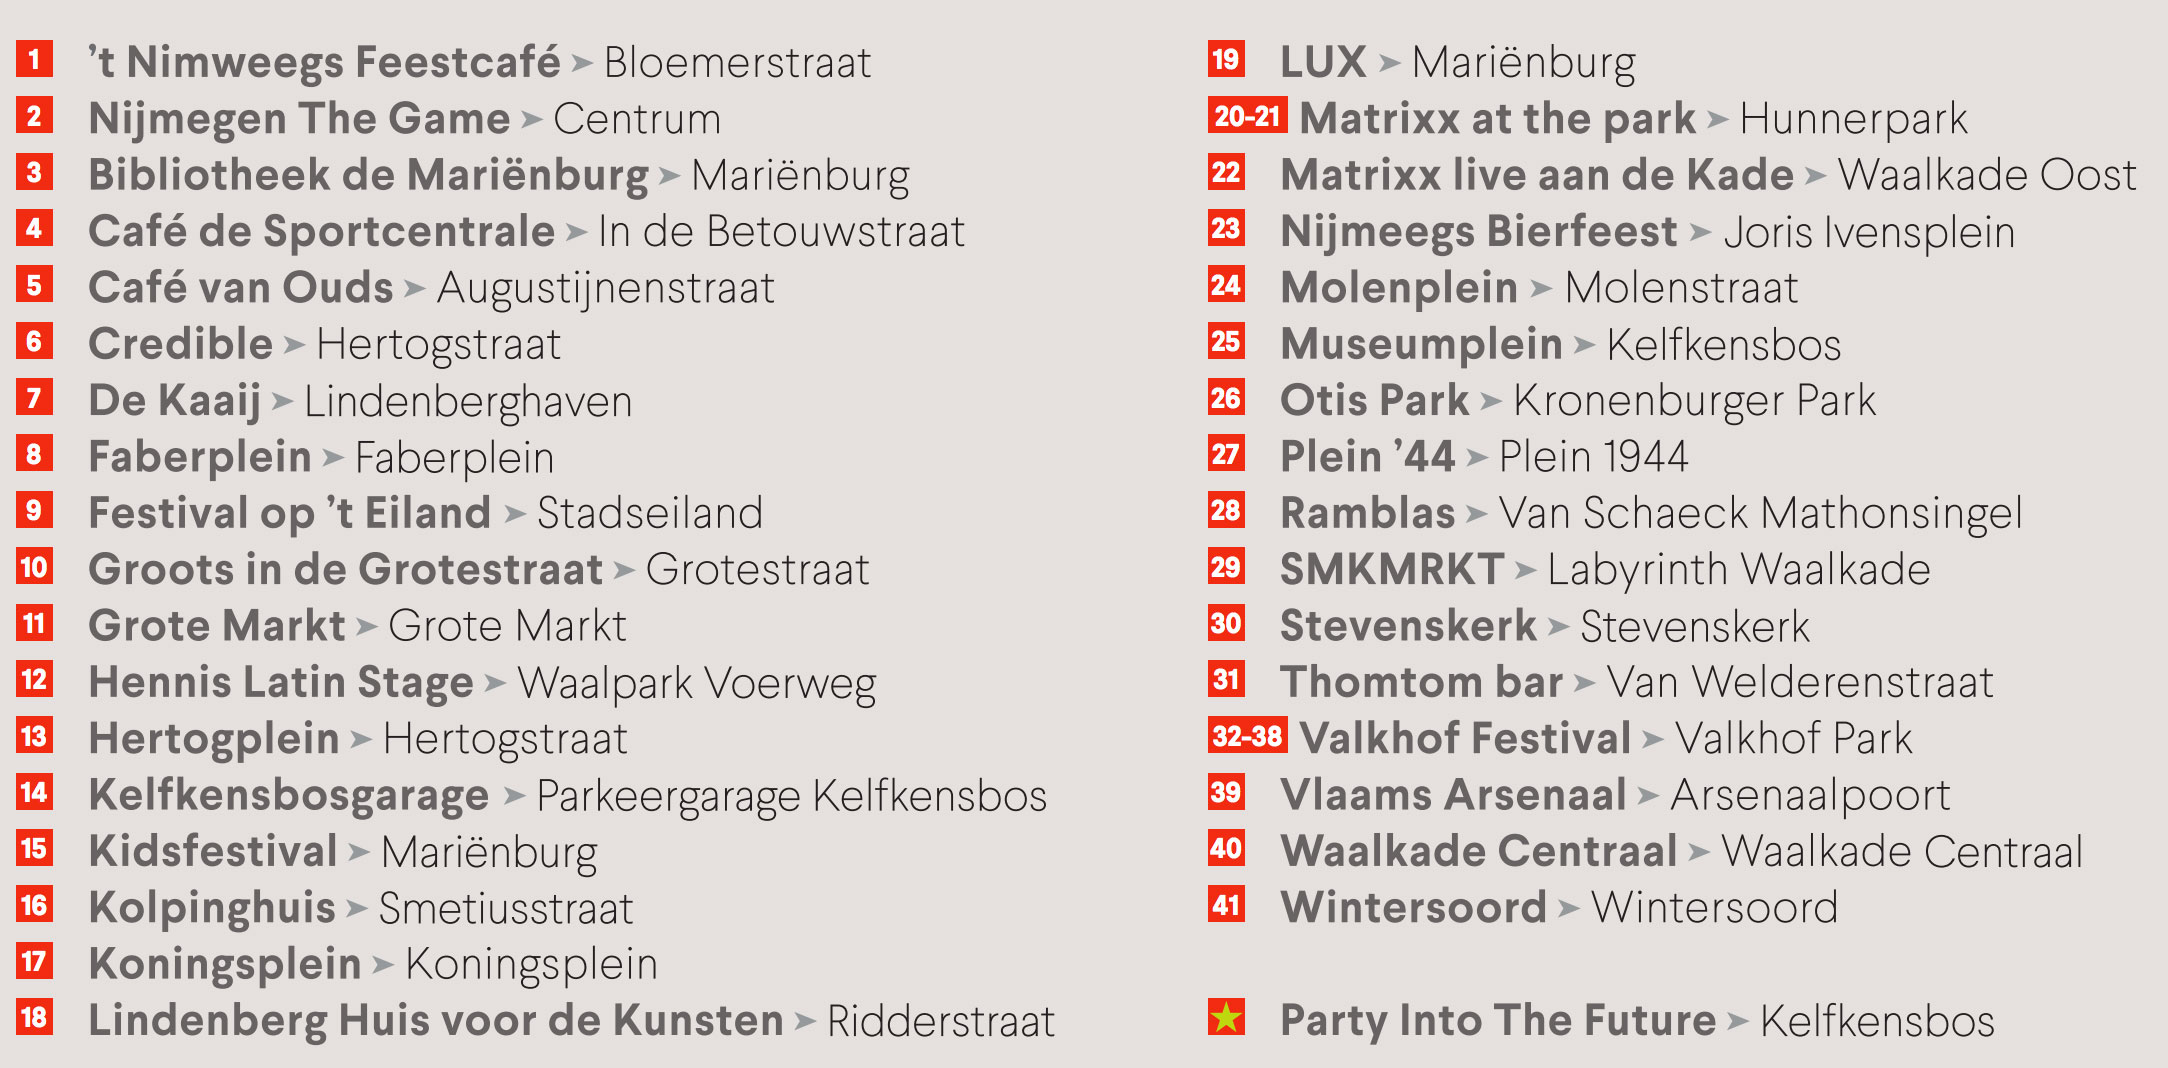 1 ’t Nimweegs Feestcafé ➤ Bloemerstraat
2 Nijmegen The Game ➤ Centrum
3 Bibliotheek de Mariënburg ➤ Mariënburg
4 Café de Sportcentrale ➤ In de Betouwstraat
5 Café van Ouds ➤ Augustijnenstraat
6 Credible ➤ Hertogstraat
7 De Kaaij ➤ Lindenberghaven
8 Faberplein ➤ Faberplein
9 Festival op ’t Eiland ➤ Stadseiland
10 Groots in de Grotestraat ➤ Grotestraat
11 Grote Markt ➤ Grote Markt
12 Hennis Latin Stage ➤ Waalpark Voerweg
13 Hertogplein ➤ Hertogstraat
14 Kelfkensbosgarage ➤ Parkeergarage Kelfkensbos
15 Kidsfestival ➤ Mariënburg
16 Kolpinghuis ➤ Smetiusstraat
17 Koningsplein ➤ Koningsplein
18 Lindenberg Huis voor de Kunsten ➤ Ridderstraat
19 LUX ➤ Mariënburg
20-21 Matrixx at the park ➤ Hunnerpark
22 Matrixx live aan de Kade ➤ Waalkade Oost
23 Nijmeegs Bierfeest ➤ Joris Ivensplein
24 Molenplein ➤ Molenstraat
25 Museumplein ➤ Kelfkensbos
26 Otis Park ➤ Kronenburger Park
27 Plein ’44 ➤ Plein 1944
28 Ramblas ➤ Van Schaeck Mathonsingel
29 SMKMRKT ➤ Labyrinth Waalkade
30 Stevenskerk ➤ Stevenskerk
31 Thomtom bar ➤ Van Welderenstraat
32-38 Valkhof Festival ➤ Valkhof Park
39 Vlaams Arsenaal ➤ Arsenaalpoort
40 Waalkade Centraal ➤ Waalkade Centraal
41 Wintersoord ➤ Wintersoord
★ Party Into The Future ➤ Kelfkensbos